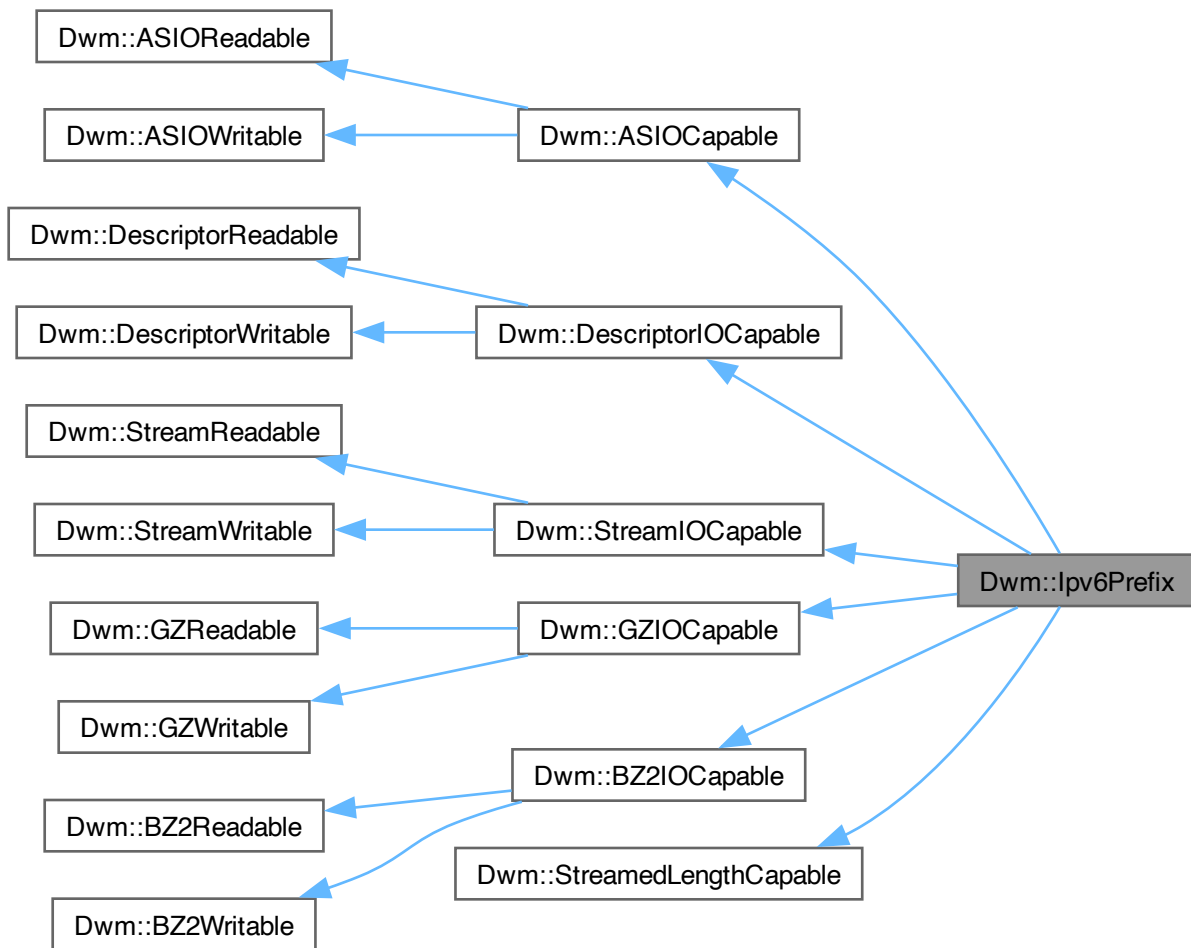 Dwm::ASIOReadable
Dwm::ASIOWritable
Dwm::ASIOCapable
Dwm::DescriptorReadable
Dwm::DescriptorWritable
Dwm::DescriptorIOCapable
Dwm::StreamReadable
Dwm::StreamWritable
Dwm::StreamIOCapable
Dwm::Ipv6Prefix
Dwm::GZReadable
Dwm::GZIOCapable
Dwm::GZWritable
Dwm::BZ2IOCapable
Dwm::BZ2Readable
Dwm::StreamedLengthCapable
Dwm::BZ2Writable